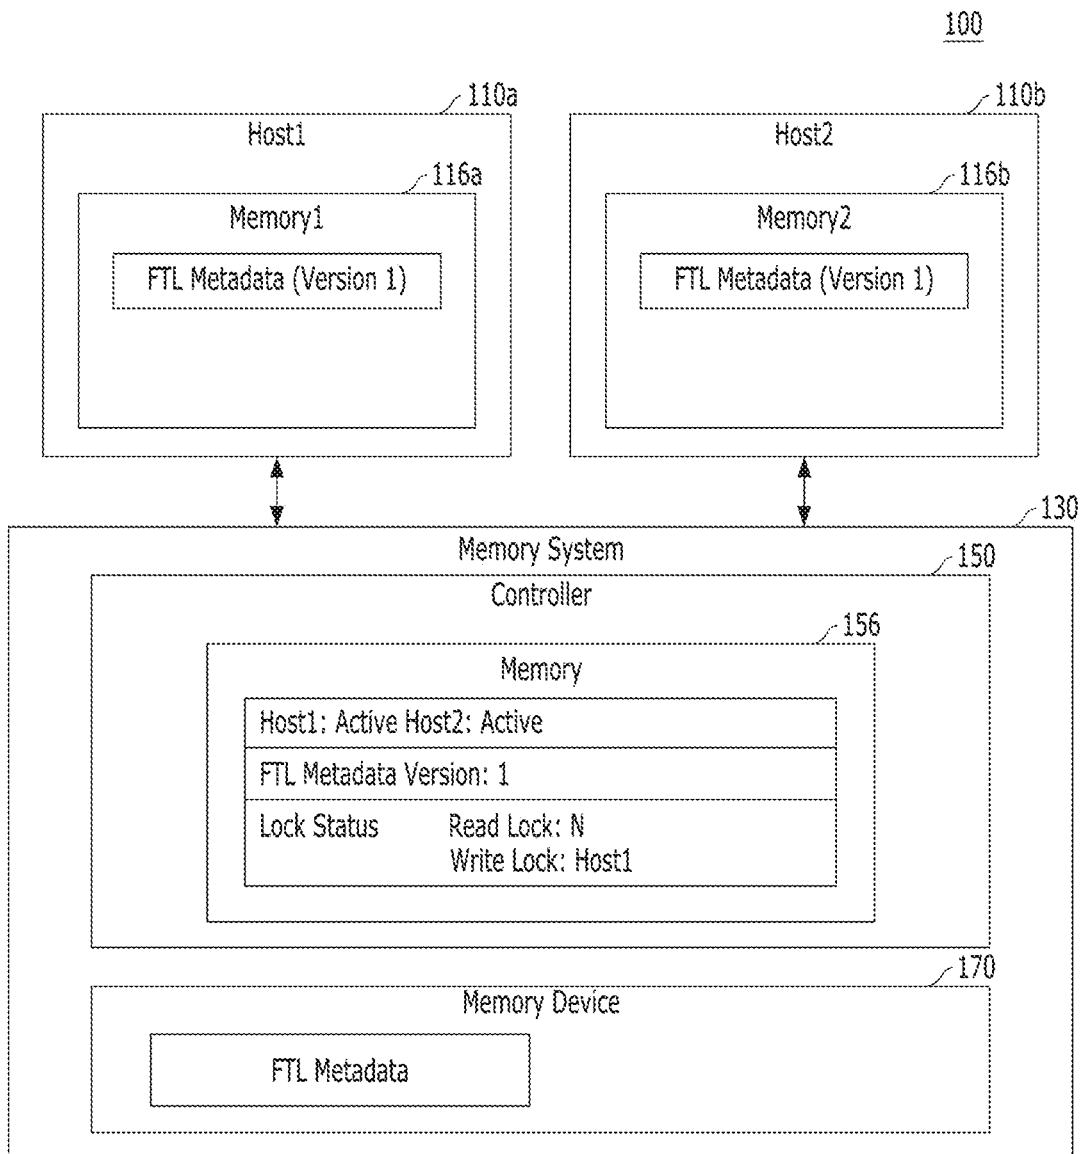 100
110a
110b
Host1
Host2
116a
116b
Memory1
Memory2
FTL Metadata (Version 1)
FTL Metadata (Version 1)
130
Memory System
150
Controller
156
Memory
Host1: Active Host2: Active
FTL Metadata Version: 1
Lock Status Read Lock: N
Write Lock: Host1
170
Memory Device
FTL Metadata